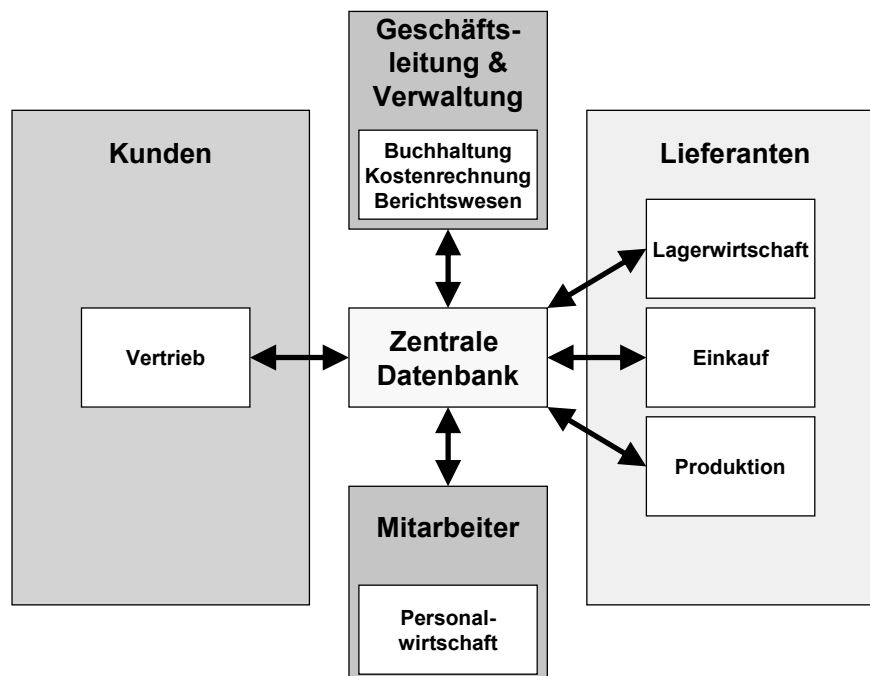 Geschäfts-
leitung &
Verwaltung
Buchhaltung
Kostenrechnung
Berichtswesen
Kunden
Vertrieb
Zentrale
Datenbank
Lieferanten
Lagerwirtschaft
Einkauf
Produktion
Mitarbeiter
Personal-
wirtschaft